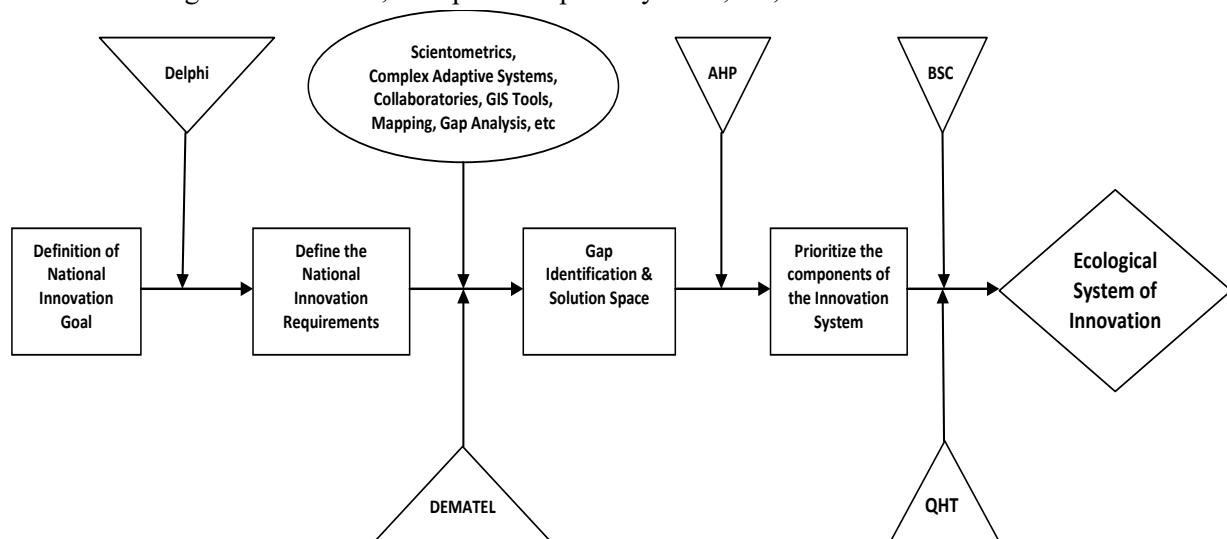 Delphi
Scientometrics,
Complex Adaptive Systems,
Collaboratories, GIS Tools,
Mapping, Gap Analysis, etc
AHP
BSC
Definition of
National
Innovation
Goal
Define the
National
Innovation
Requirements
Gap
Identification &
Solution Space
Prioritize the
components of
the Innovation
System
Ecological
System of
Innovation
DEMATEL
QHT